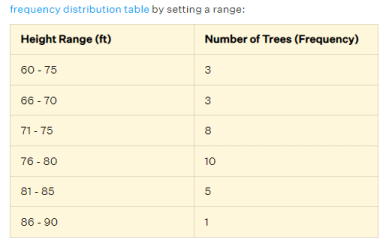 frequency distribution table by setting a range:
Height Range (ft) Number of Trees (Frequency)
60 - 75 3
66 - 70 3
71 - 75 8
76 - 80 10
81 - 85 5
86 - 90 1